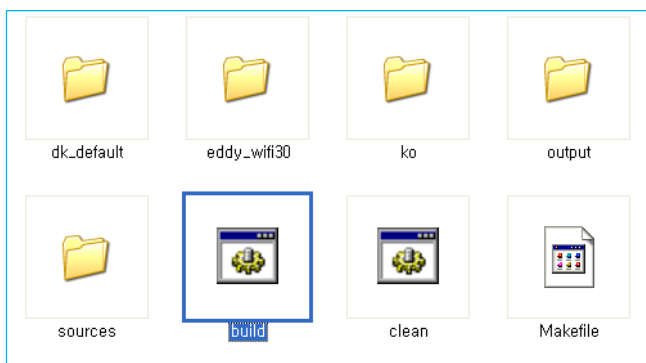 dk_default
eddy_wifi30
ko
output
sources
build
clean
Makefile